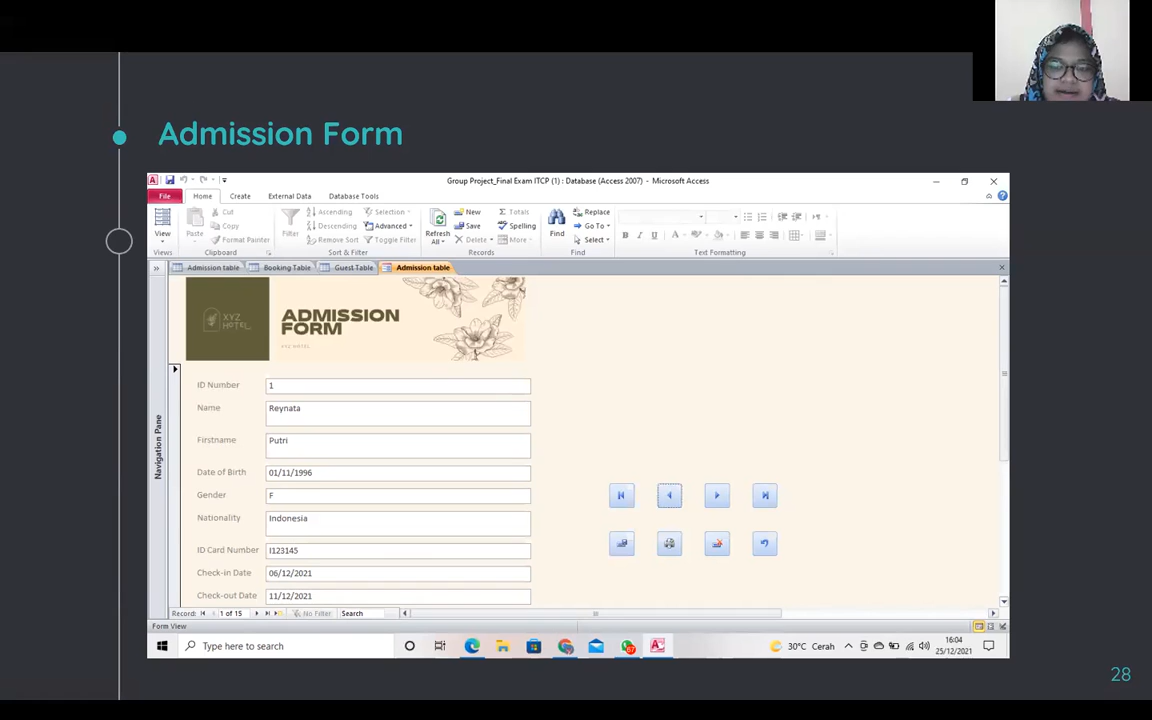 Admission Form
Group Project_Final Exam ITCP (1) : Database (Access 2007) - Microsoft Access
File Home Create External Data Database Tools
View
Views
Paste
Cut
Copy
Format Painter
Clipboard
Filter
Ascending
Descending
Remove Sort
Selection
Advanced
Toggle Filter
Sort & Filter
Refresh All
New
Save
Delete
Totals
Spelling
More
Records
Find
Replace
Go To
Select
Find
B I U A
Text Formatting
Admission table Booking Table Guest Table Admission table
Navigation Pane
XYZ
HOTEL
ADMISSION
FORM
XYZ HOTEL
ID Number 1
Name Reynata
Firstname Putri
Date of Birth 01/11/1996
Gender F
Nationality Indonesia
ID Card Number I123145
Check-in Date 06/12/2021
Check-out Date 11/12/2021
Record: 1 of 15 No Filter Search
Form View
Type here to search
30°C Cerah
16:04
25/12/2021
28